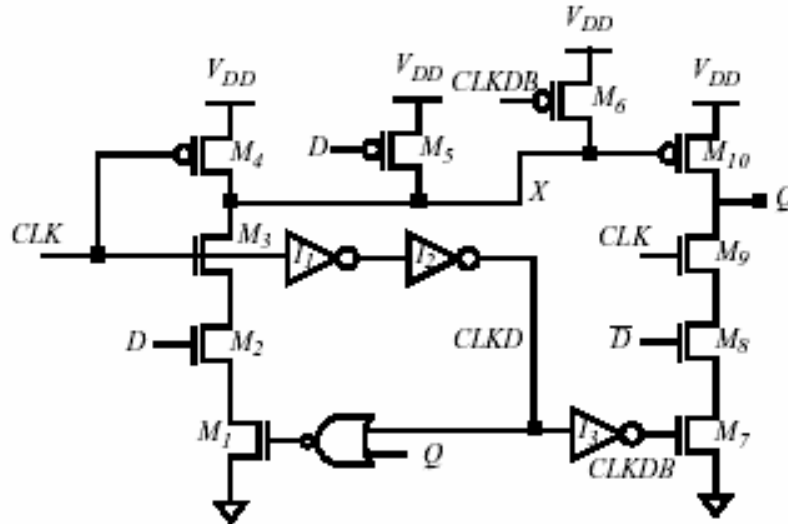 V_DD
V_DD
V_DD
V_DD
CLKDB
M_6
D
M_4
M_5
M_10
X
Q
CLK
M_3
I_1
I_2
CLK
M_9
D
M_2
CLKD
D̅
M_8
M_1
I_3
M_7
Q
CLKDB